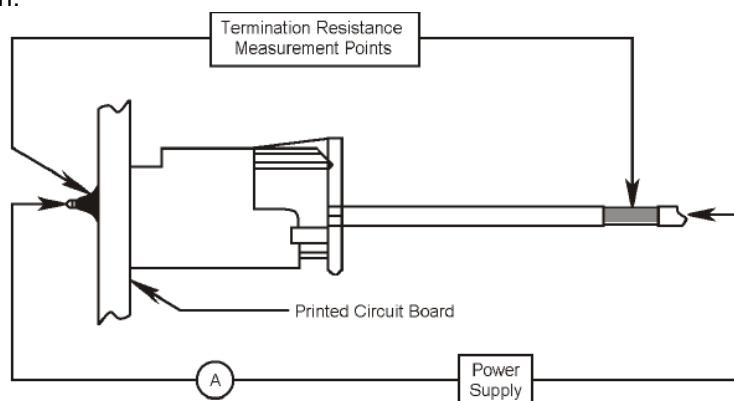 Termination Resistance
Measurement Points
Printed Circuit Board
A
Power
Supply